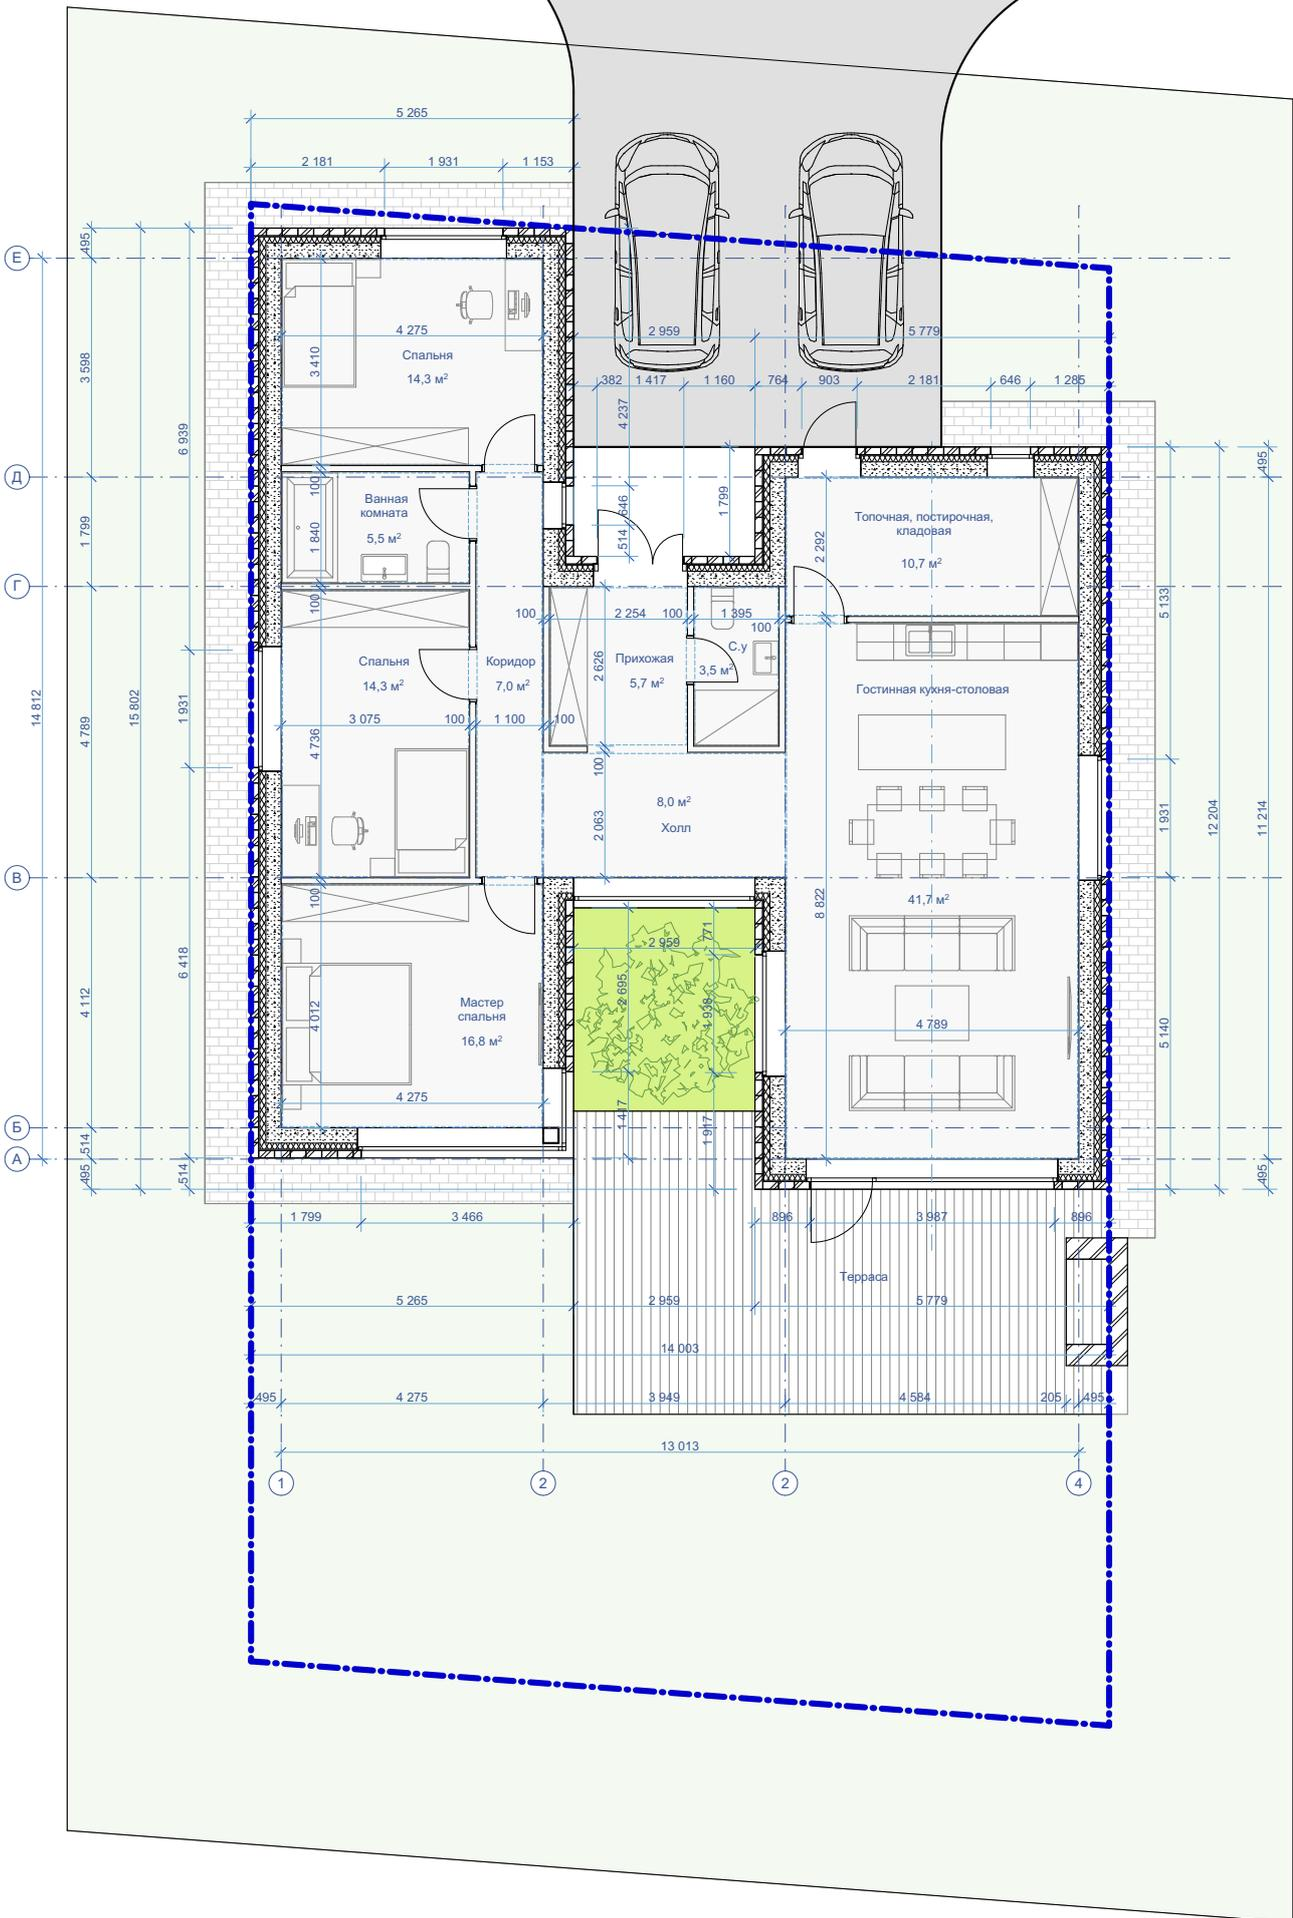 5 265
2 181
1 931
1 153
Е
495
3 598
6 939
4 275
Спальня
14,3 м²
3 410
2 959
5 779
382
1 417
1 160
764
903
2 181
646
1 285
4 237
495
Д
100
Ванная
комната
5,5 м²
1 840
646
514
1 799
Топочная, постирочная,
кладовая
10,7 м²
2 292
1 799
Г
100
100
2 254
100
1 395
100
5 133
Спальня
14,3 м²
Коридор
7,0 м²
Прихожая
5,7 м²
2 626
С.у
3,5 м²
Гостинная кухня-столовая
14 812
4 789
15 802
1 931
3 075
100
1 100
100
4 736
100
8,0 м²
Холл
2 063
1 931
12 204
11 214
В
100
8 822
41,7 м²
6 418
4 112
4 012
Мастер
спальня
16,8 м²
2 959
771
2 695
1 938
4 789
5 140
4 275
1 417
1 917
Б
514
А
495
514
495
1 799
3 466
896
3 987
896
Терраса
5 265
2 959
5 779
14 003
495
4 275
3 949
4 584
205
495
13 013
1
2
2
4